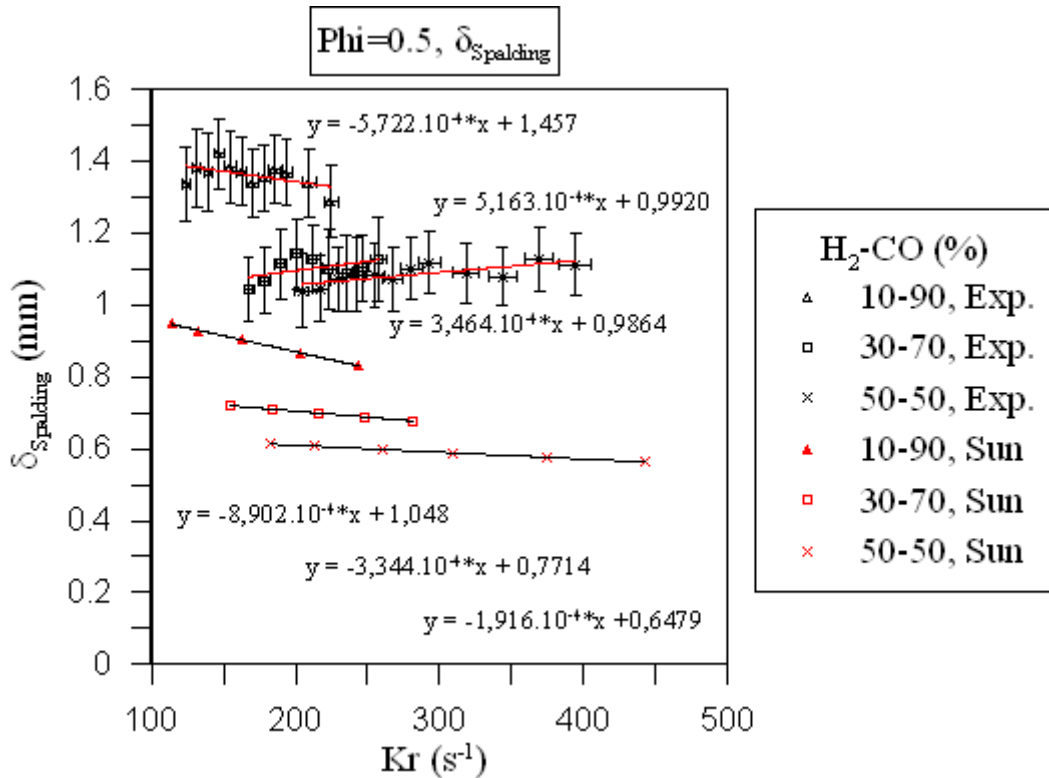 Phi=0.5, δSpalding
1.6
1.4
1.2
1
0.8
0.6
0.4
0.2
0
δSpalding (mm)
y = -5,722.10⁻⁴*x + 1,457
y = 5,163.10⁻⁴*x + 0,9920
y = 3,464.10⁻⁴*x + 0,9864
y = -8,902.10⁻⁴*x + 1,048
y = -3,344.10⁻⁴*x + 0,7714
y = -1,916.10⁻⁴*x +0,6479
100 200 300 400 500
Kr (s⁻¹)
H₂-CO (%)
10-90, Exp.
30-70, Exp.
50-50, Exp.
10-90, Sun
30-70, Sun
50-50, Sun